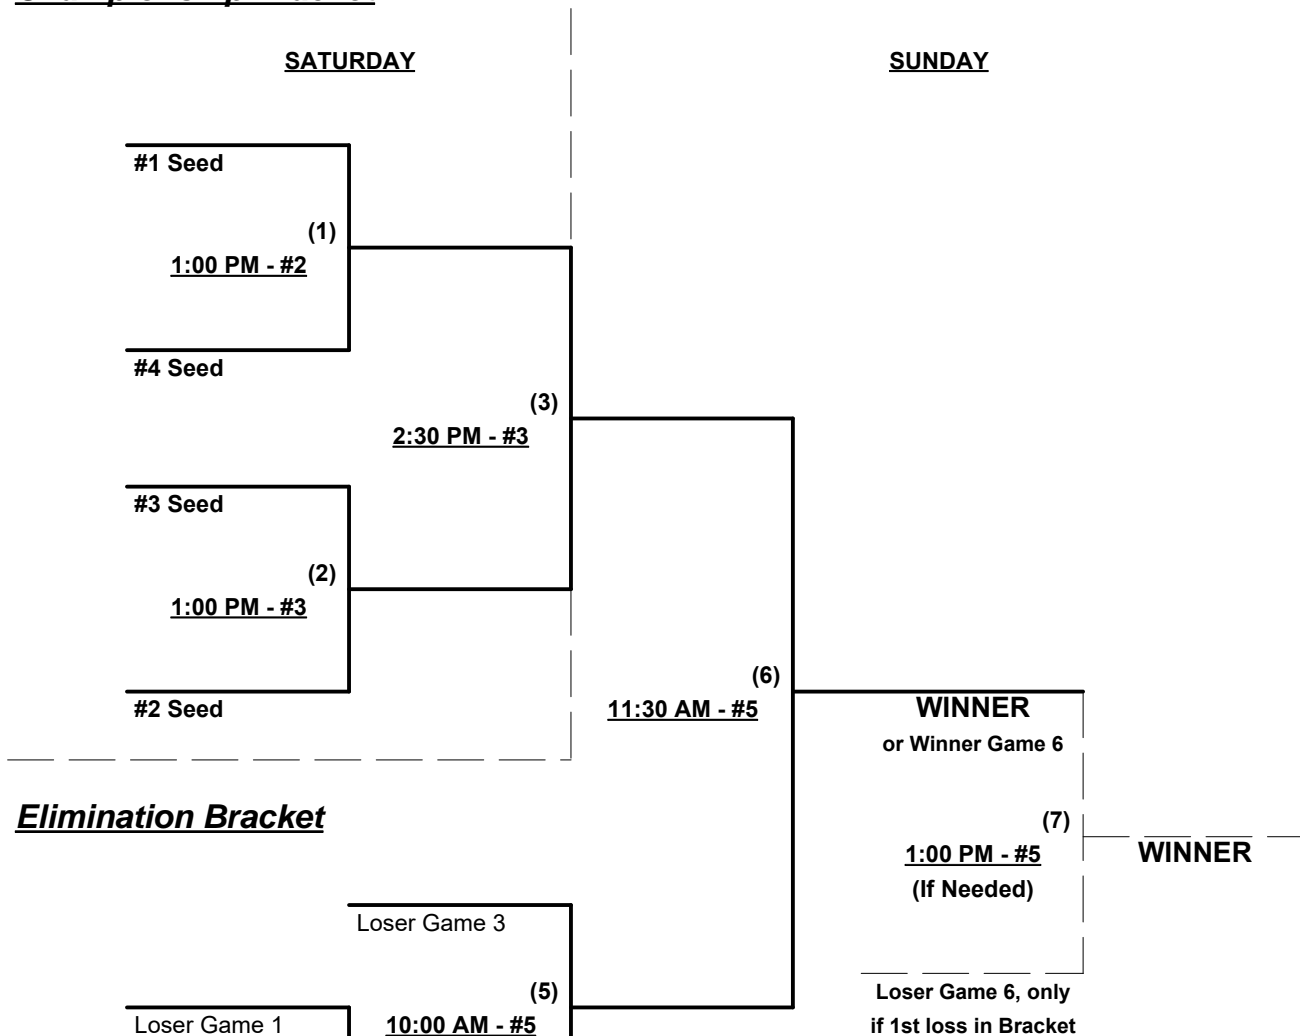 SATURDAY
SUNDAY
#1 Seed
(1)
1:00 PM - #2
#4 Seed
(3)
2:30 PM - #3
#3 Seed
(2)
1:00 PM - #3
#2 Seed
(6)
11:30 AM - #5
WINNER
or Winner Game 6
Elimination Bracket
(7)
1:00 PM - #5
WINNER
(If Needed)
Loser Game 3
(5)
Loser Game 6, only
Loser Game 1
10:00 AM - #5
if 1st loss in Bracket